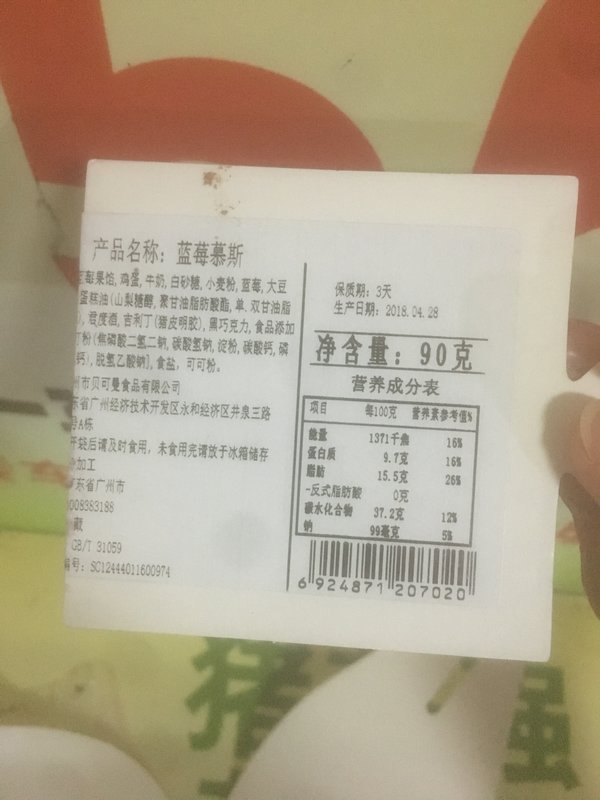 产品名称：蓝莓慕斯
莓果馅，鸡蛋，牛奶，白砂糖，小麦粉，蓝莓，大豆
蛋糕油（山梨糖醇，聚甘油脂肪酸酯，单.双甘油脂
），君度酒，吉利丁（猪皮明胶），黑巧克力，食品添加
丁粉（焦磷酸二氢二钠，碳酸氢钠，淀粉，碳酸钙，磷
钙），脱氢乙酸钠]，食盐，可可粉。
州市贝可曼食品有限公司
东省广州经济技术开发区永和经济区井泉三路
号A栋
开袋后请及时食用，未食用完请放于冰箱储存
加工
东省广州市
008383188
藏
GB/T 31059
编号：SC12444011600974
保质期：3天
生产日期：2018.04.28
净含量：90克
营养成分表
项目 每100克 营养素参考值%
能量 1371千焦 16%
蛋白质 9.7克 16%
脂肪 15.5克 26%
-反式脂肪酸 0克
碳水化合物 37.2克 12%
钠 99毫克 5%
6 924871 207020
猪 强